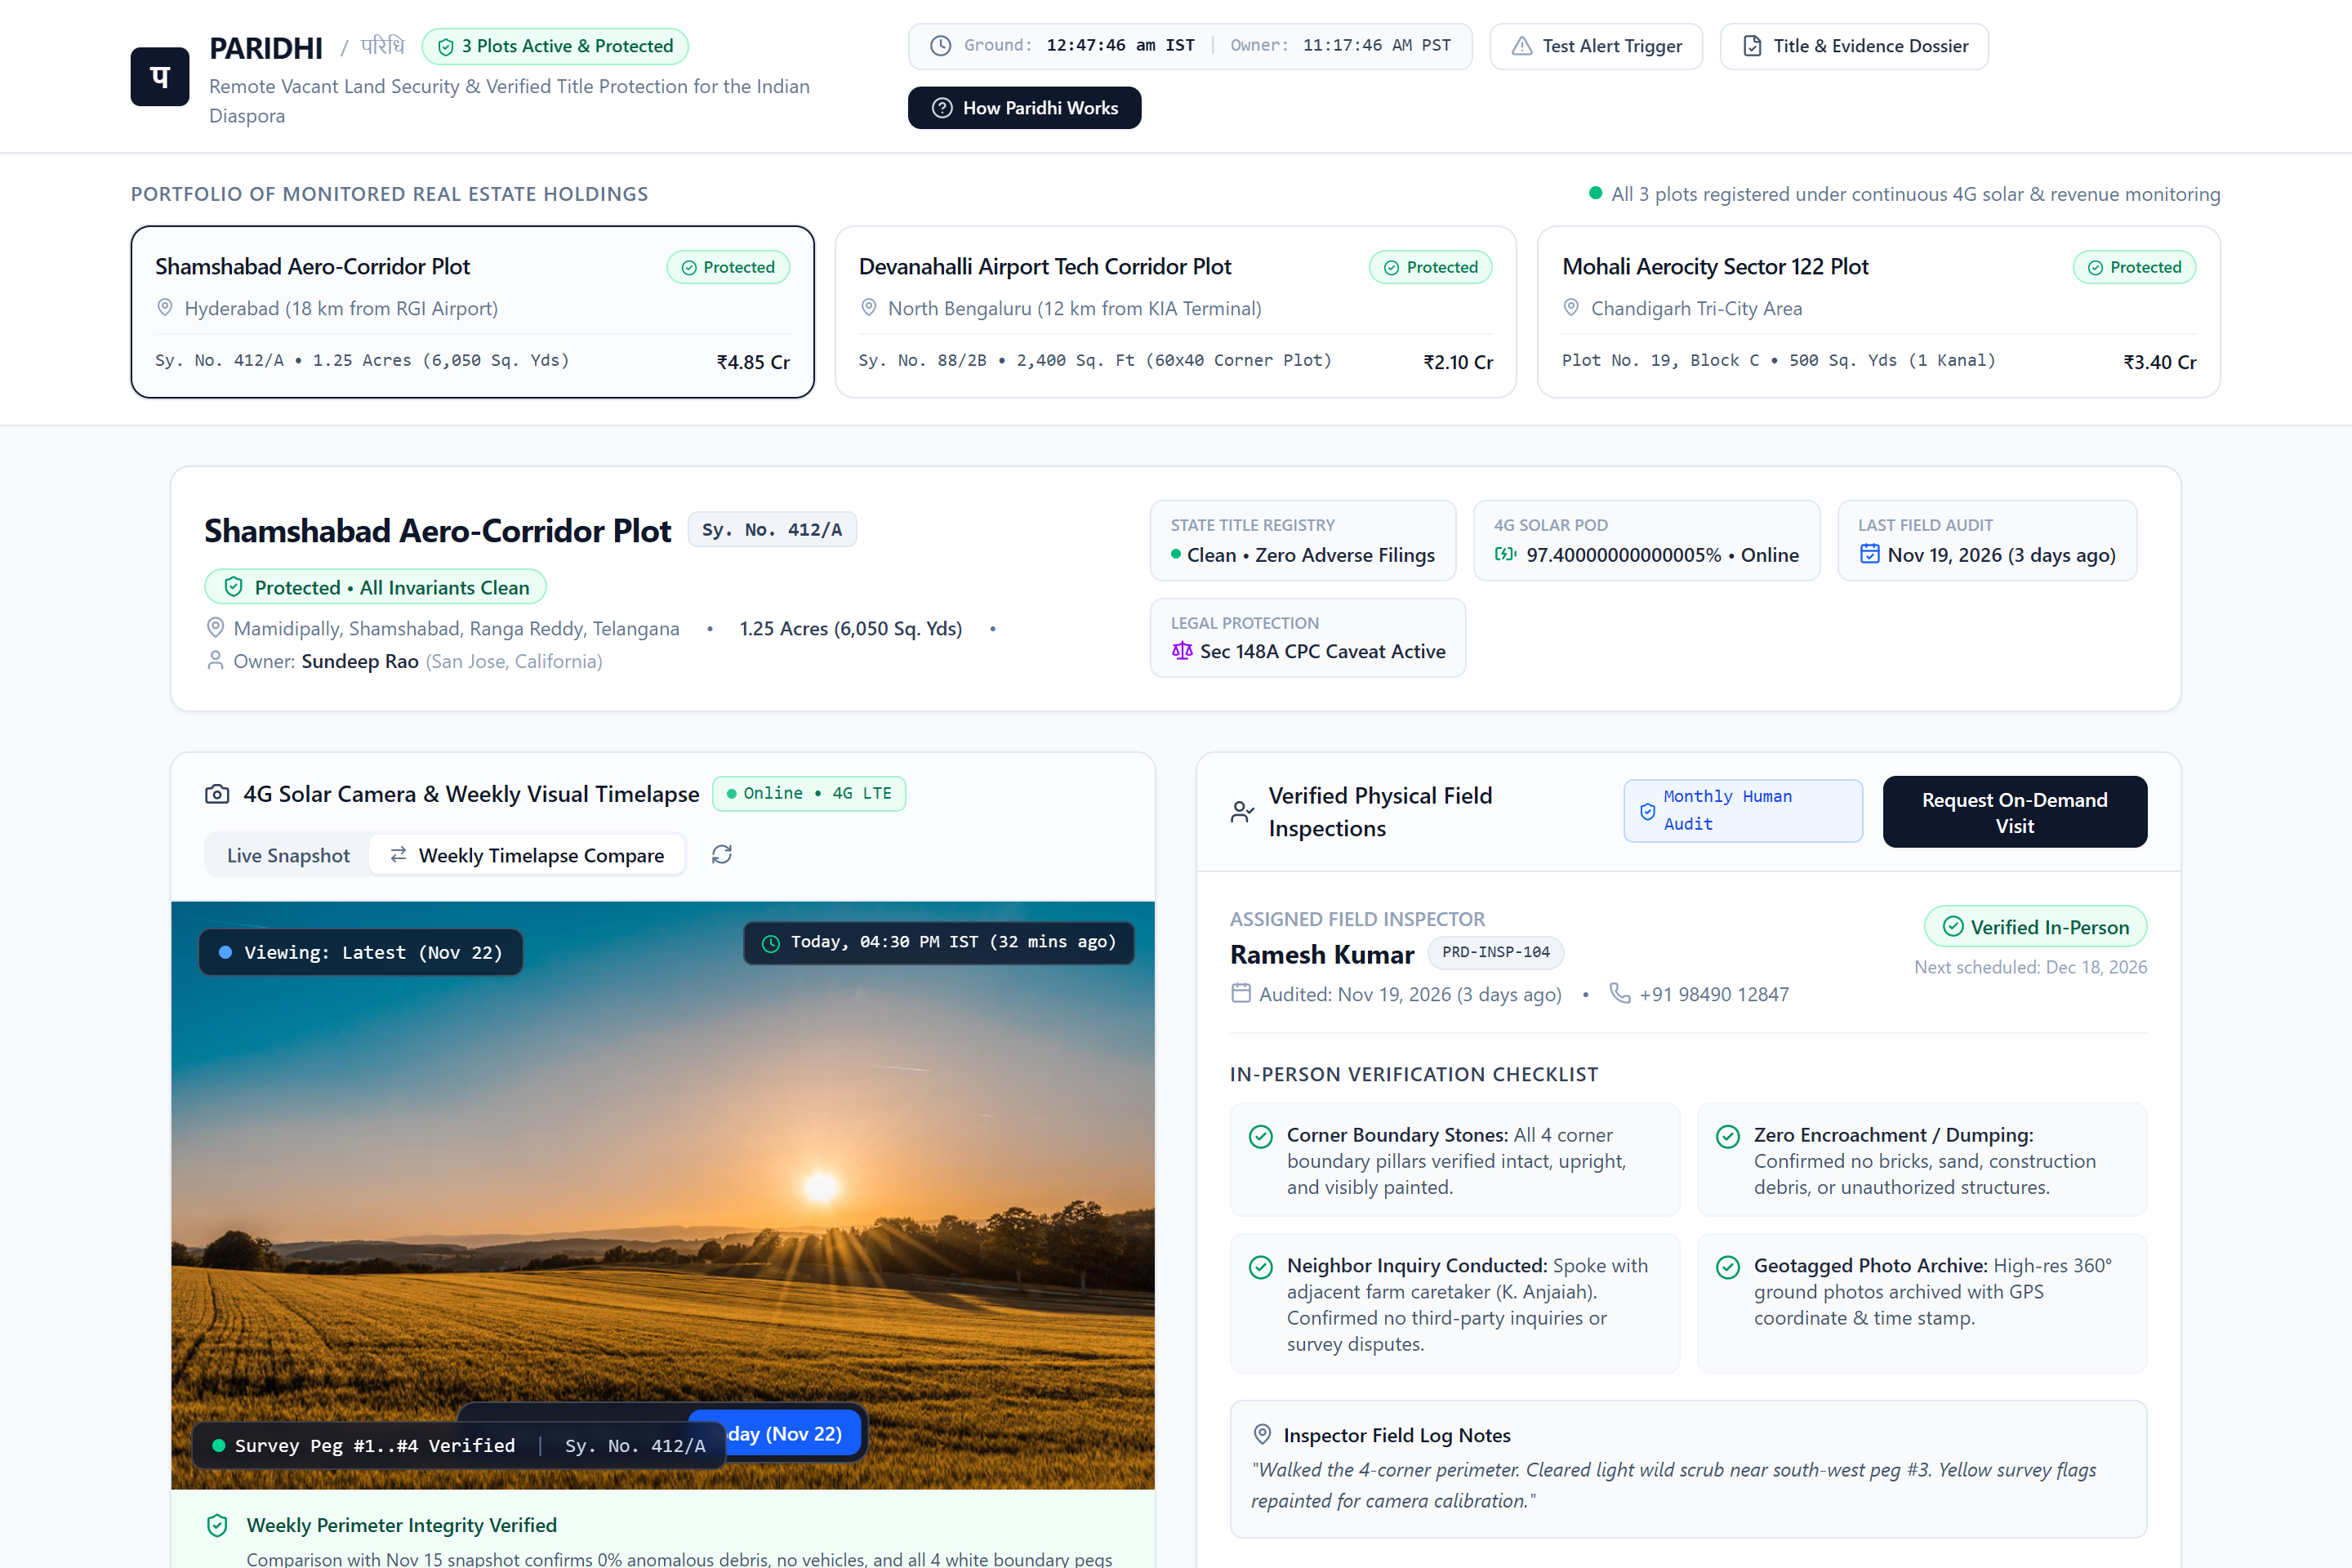 प
PARIDHI / परिधि
3 Plots Active & Protected
Remote Vacant Land Security & Verified Title Protection for the Indian
Diaspora
Ground: 12:47:46 am IST | Owner: 11:17:46 AM PST
Test Alert Trigger
Title & Evidence Dossier
How Paridhi Works
PORTFOLIO OF MONITORED REAL ESTATE HOLDINGS
All 3 plots registered under continuous 4G solar & revenue monitoring
Shamshabad Aero-Corridor Plot
Protected
Hyderabad (18 km from RGI Airport)
Sy. No. 412/A • 1.25 Acres (6,050 Sq. Yds)
₹4.85 Cr
Devanahalli Airport Tech Corridor Plot
Protected
North Bengaluru (12 km from KIA Terminal)
Sy. No. 88/2B • 2,400 Sq. Ft (60x40 Corner Plot)
₹2.10 Cr
Mohali Aerocity Sector 122 Plot
Protected
Chandigarh Tri-City Area
Plot No. 19, Block C • 500 Sq. Yds (1 Kanal)
₹3.40 Cr
Shamshabad Aero-Corridor Plot
Sy. No. 412/A
Protected • All Invariants Clean
Mamidipally, Shamshabad, Ranga Reddy, Telangana • 1.25 Acres (6,050 Sq. Yds) •
Owner: Sundeep Rao (San Jose, California)
STATE TITLE REGISTRY
Clean • Zero Adverse Filings
4G SOLAR POD
97.40000000000005% • Online
LAST FIELD AUDIT
Nov 19, 2026 (3 days ago)
LEGAL PROTECTION
Sec 148A CPC Caveat Active
4G Solar Camera & Weekly Visual Timelapse
Online • 4G LTE
Live Snapshot
Weekly Timelapse Compare
Viewing: Latest (Nov 22)
Today, 04:30 PM IST (32 mins ago)
Survey Peg #1..#4 Verified | Sy. No. 412/A
day (Nov 22)
Weekly Perimeter Integrity Verified
Comparison with Nov 15 snapshot confirms 0% anomalous debris, no vehicles, and all 4 white boundary pegs
Verified Physical Field
Inspections
Monthly Human
Audit
Request On-Demand
Visit
ASSIGNED FIELD INSPECTOR
Ramesh Kumar
PRD-INSP-104
Audited: Nov 19, 2026 (3 days ago) • +91 98490 12847
Verified In-Person
Next scheduled: Dec 18, 2026
IN-PERSON VERIFICATION CHECKLIST
Corner Boundary Stones: All 4 corner
boundary pillars verified intact, upright,
and visibly painted.
Zero Encroachment / Dumping:
Confirmed no bricks, sand, construction
debris, or unauthorized structures.
Neighbor Inquiry Conducted: Spoke with
adjacent farm caretaker (K. Anjaiah).
Confirmed no third-party inquiries or
survey disputes.
Geotagged Photo Archive: High-res 360°
ground photos archived with GPS
coordinate & time stamp.
Inspector Field Log Notes
"Walked the 4-corner perimeter. Cleared light wild scrub near south-west peg #3. Yellow survey flags
repainted for camera calibration."